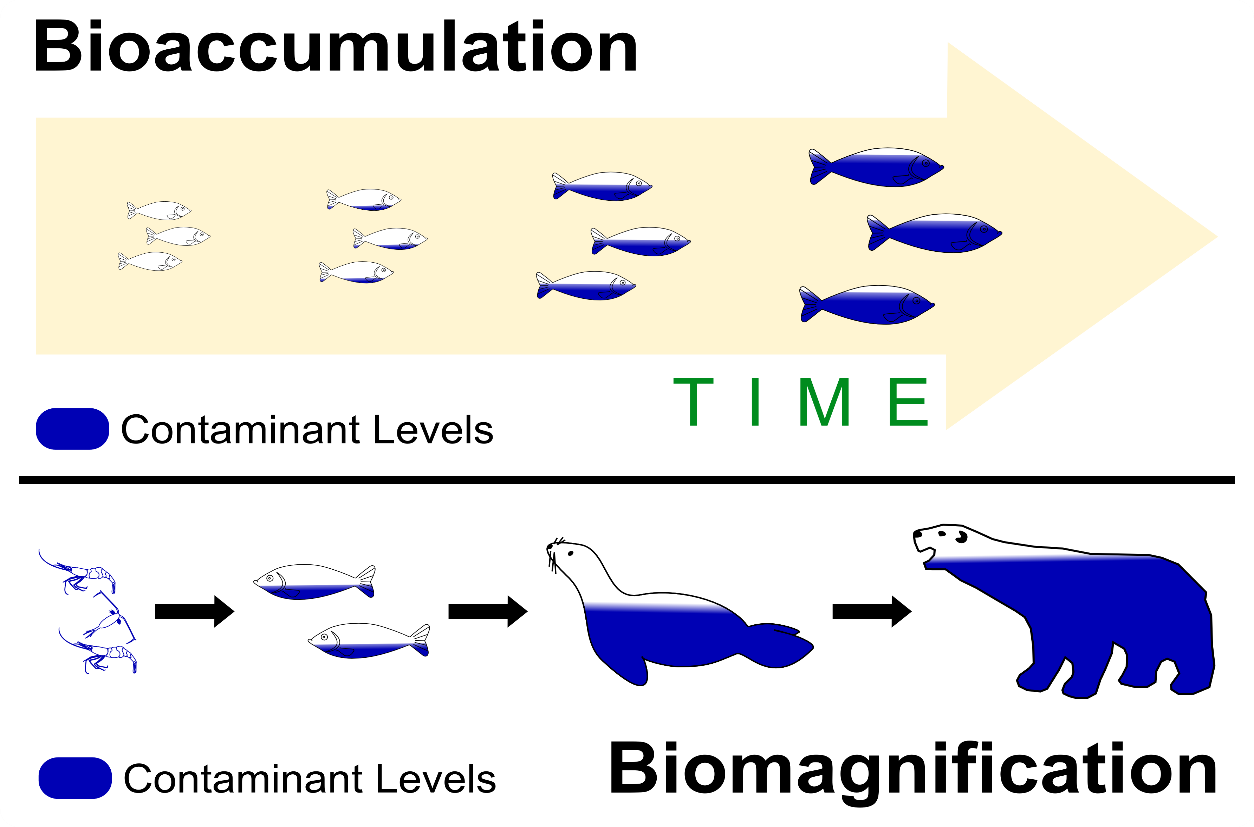 Bioaccumulation
TIME
Contaminant Levels
Contaminant Levels
Biomagnification